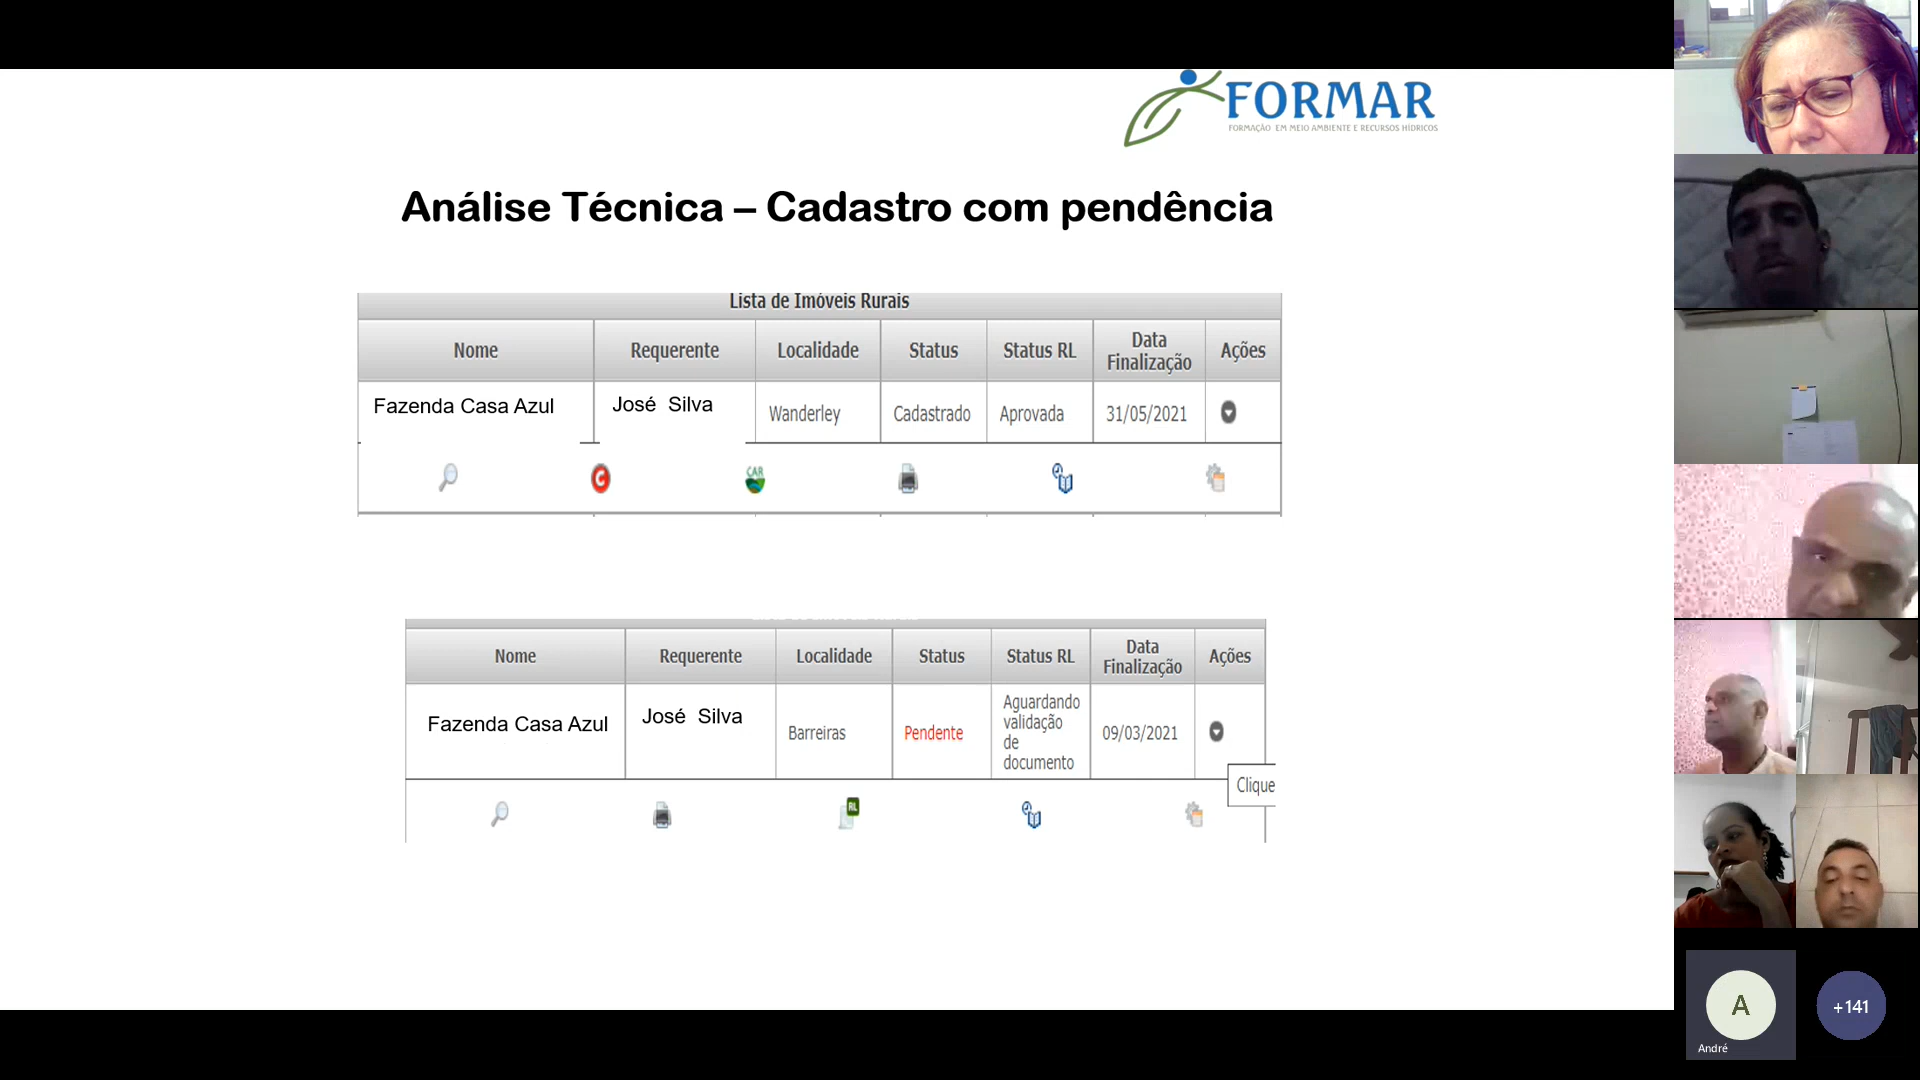 FORMAR
FORMAÇÃO EM MEIO AMBIENTE E RECURSOS HÍDRICOS
Análise Técnica – Cadastro com pendência
Lista de Imóveis Rurais
Nome Requerente Localidade Status Status RL Data Finalização Ações
Fazenda Casa Azul José Silva Wanderley Cadastrado Aprovada 31/05/2021
C CAR
Nome Requerente Localidade Status Status RL Data Finalização Ações
Fazenda Casa Azul José Silva Barreiras Pendente Aguardando validação de documento 09/03/2021
Clique
RL
A
André
+141